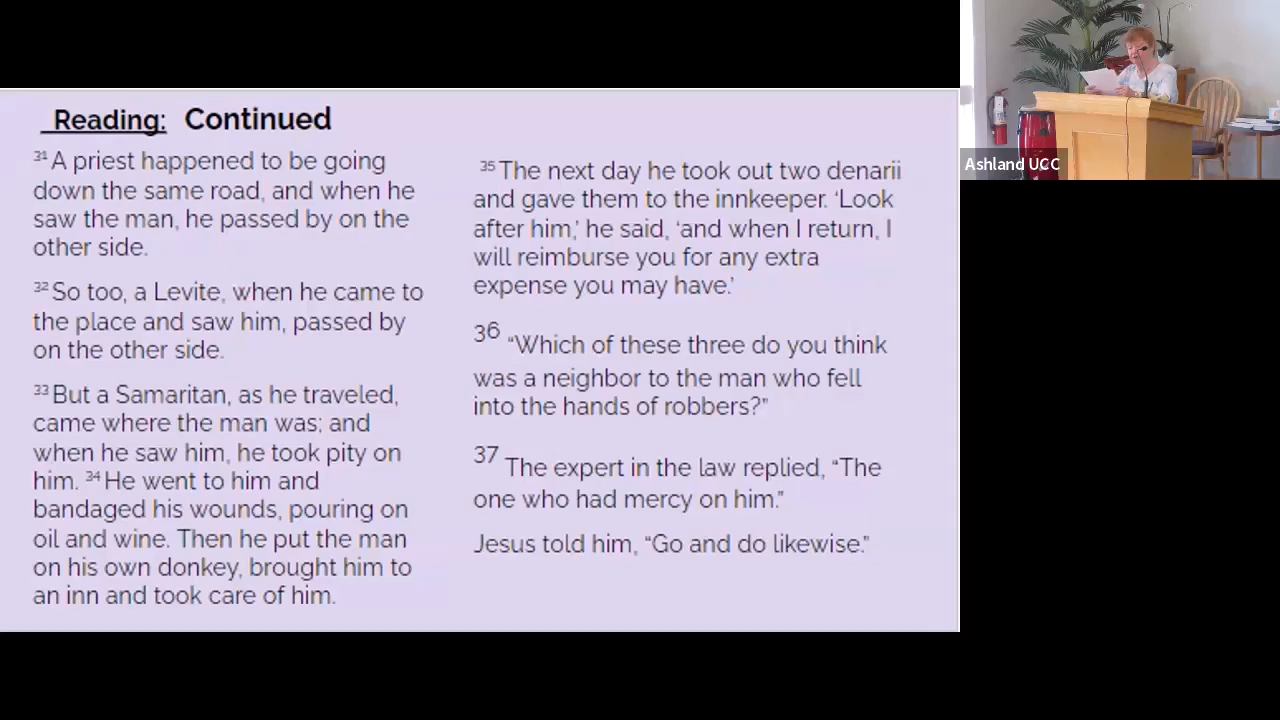 Reading: Continued
31 A priest happened to be going
down the same road, and when he
saw the man, he passed by on the
other side.
32 So too, a Levite, when he came to
the place and saw him, passed by
on the other side.
33 But a Samaritan, as he traveled,
came where the man was; and
when he saw him, he took pity on
him. 34 He went to him and
bandaged his wounds, pouring on
oil and wine. Then he put the man
on his own donkey, brought him to
an inn and took care of him.
35 The next day he took out two denarii
and gave them to the innkeeper. ‘Look
after him,’ he said, ‘and when I return, I
will reimburse you for any extra
expense you may have.’
36 “Which of these three do you think
was a neighbor to the man who fell
into the hands of robbers?”
37 The expert in the law replied, “The
one who had mercy on him.”
Jesus told him, “Go and do likewise.”
Ashland UCC